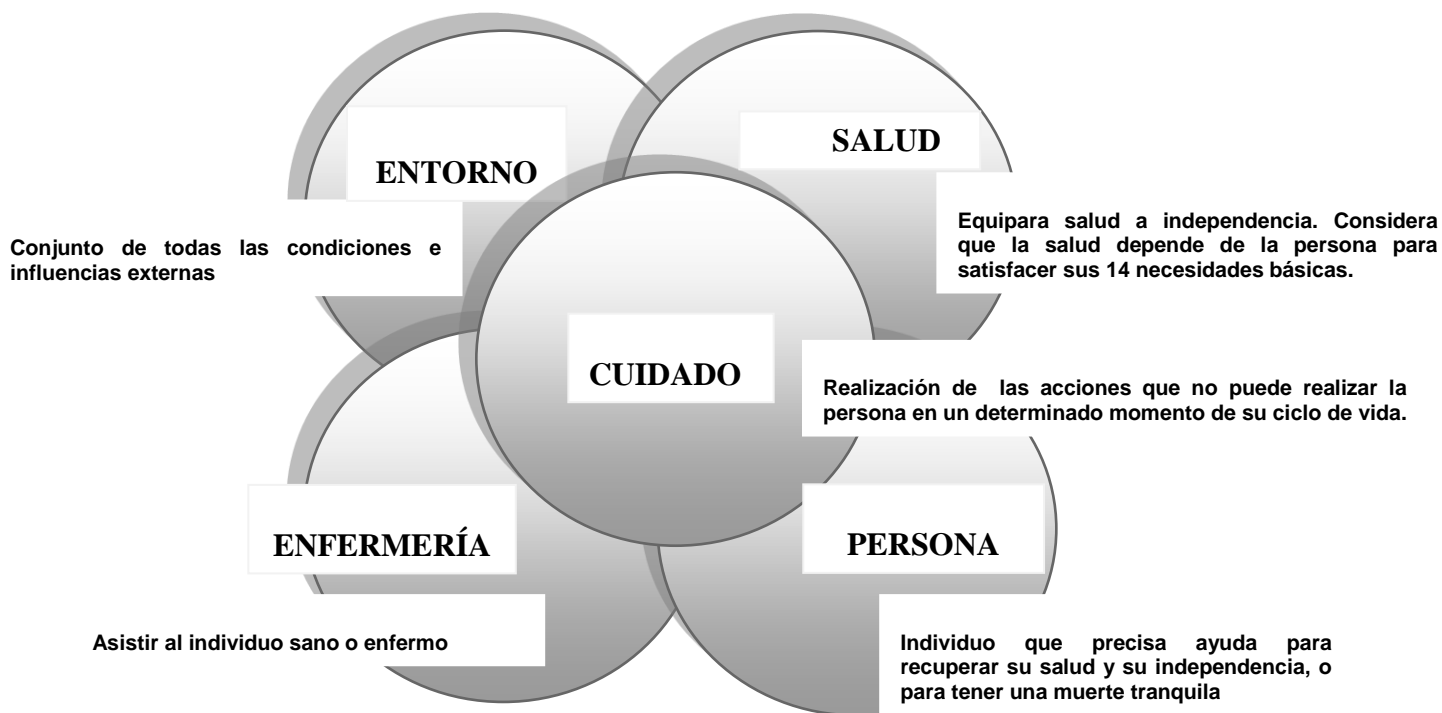 ENTORNO
Conjunto de todas las condiciones e
influencias externas
SALUD
Equipara salud a independencia. Considera
que la salud depende de la persona para
satisfacer sus 14 necesidades básicas.
CUIDADO
Realización de las acciones que no puede realizar la
persona en un determinado momento de su ciclo de vida.
ENFERMERÍA
Asistir al individuo sano o enfermo
PERSONA
Individuo que precisa ayuda para
recuperar su salud y su independencia, o
para tener una muerte tranquila